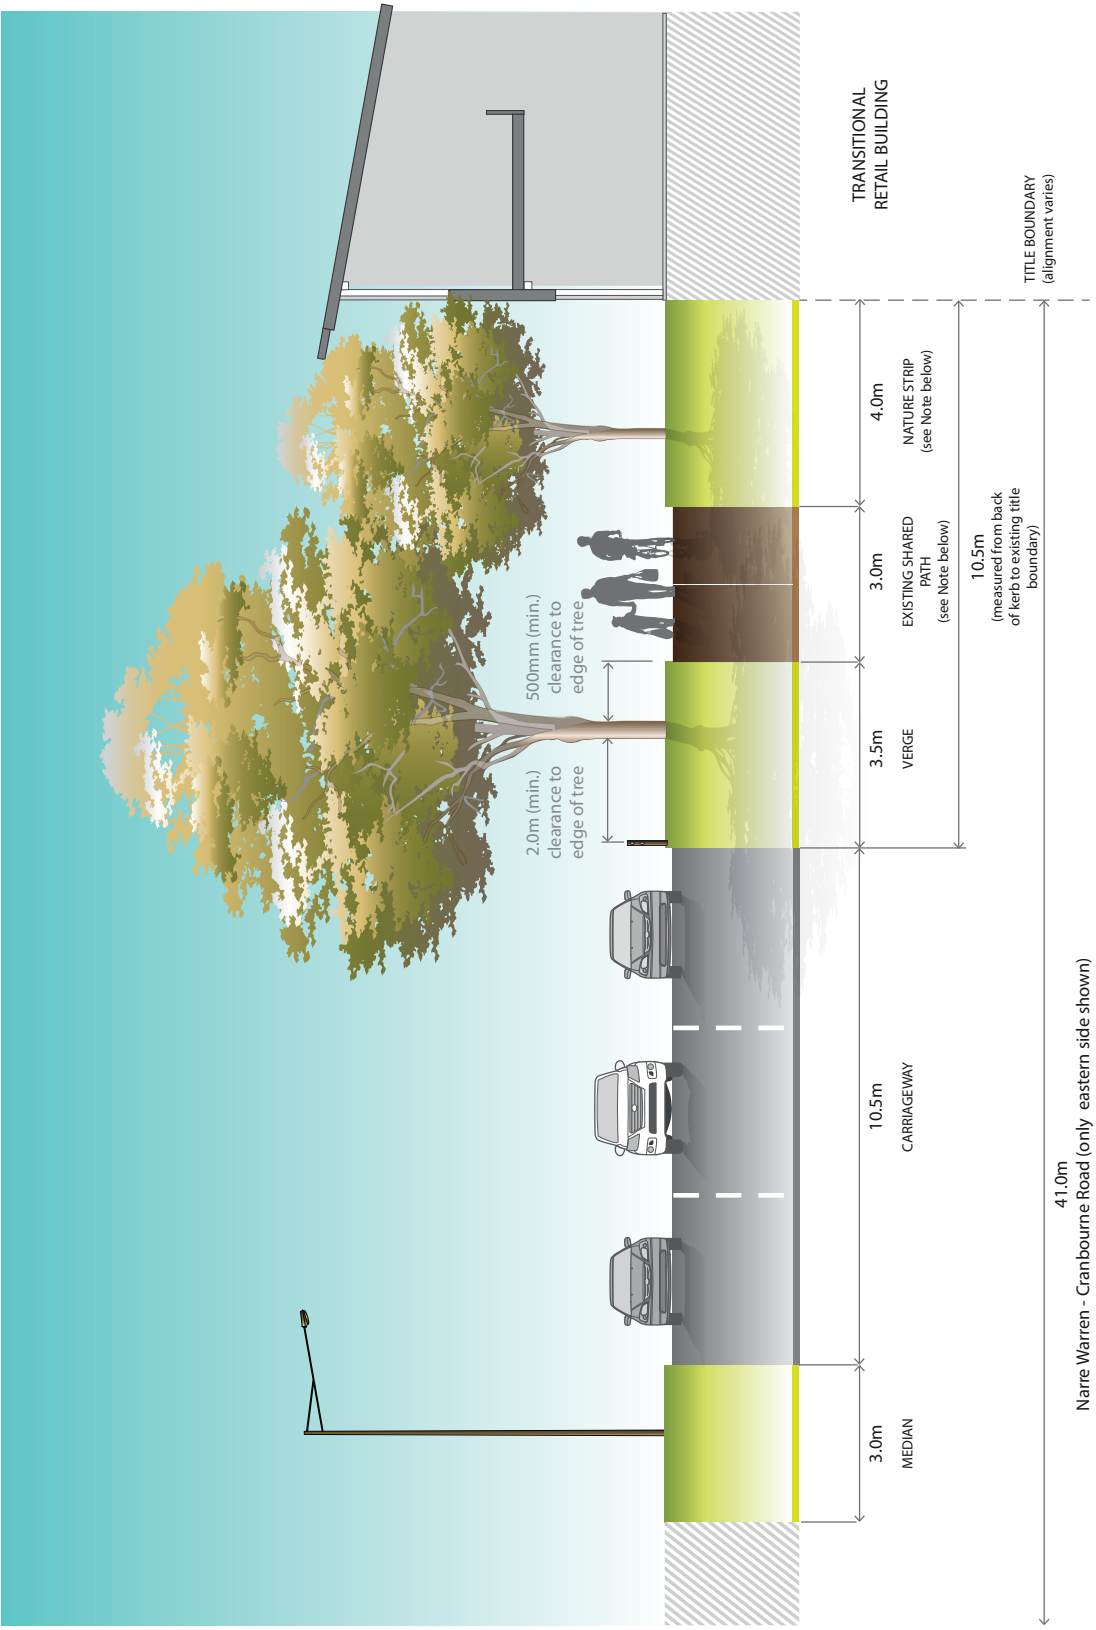 500mm (min.)
clearance to
edge of tree
2.0m (min.)
clearance to
edge of tree
3.0m
MEDIAN
10.5m
CARRIAGEWAY
3.5m
VERGE
3.0m
EXISTING SHARED
PATH
(see Note below)
4.0m
NATURE STRIP
(see Note below)
TRANSITIONAL
RETAIL BUILDING
10.5m
(measured from back
of kerb to existing title
boundary)
TITLE BOUNDARY
(alignment varies)
41.0m
Narre Warren - Cranbourne Road (only eastern side shown)